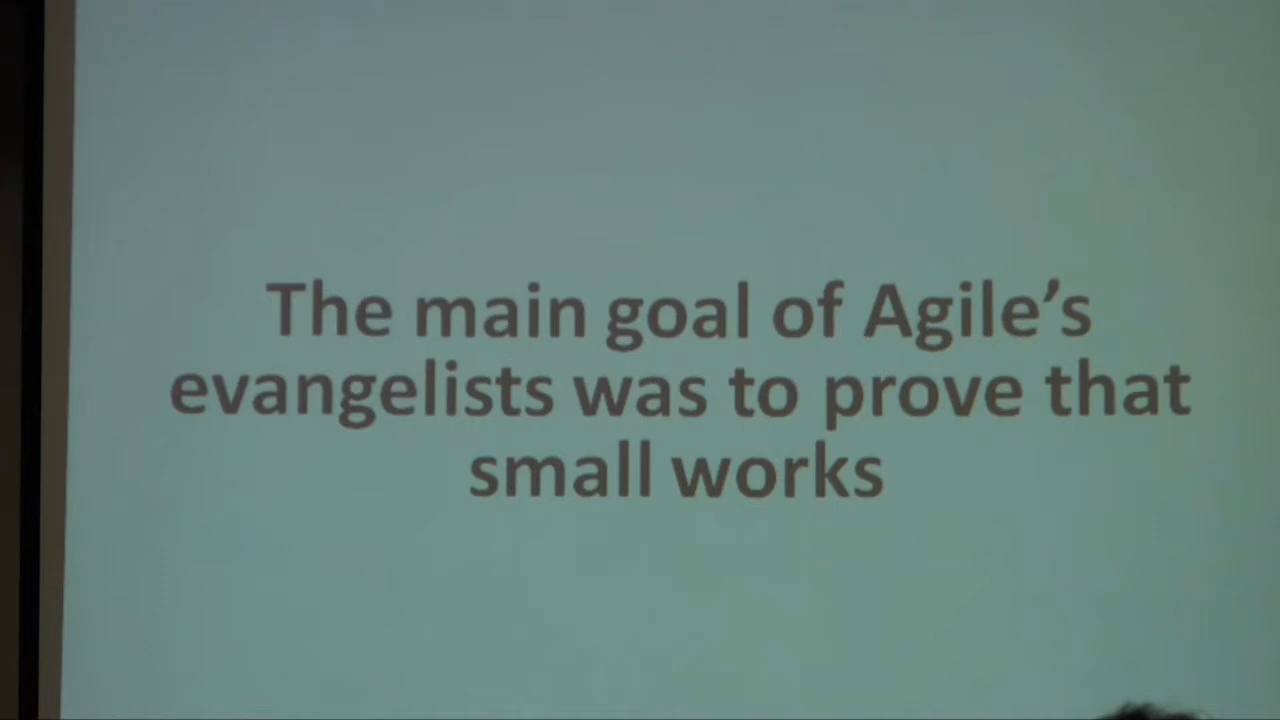 The main goal of Agile’s
evangelists was to prove that
small works